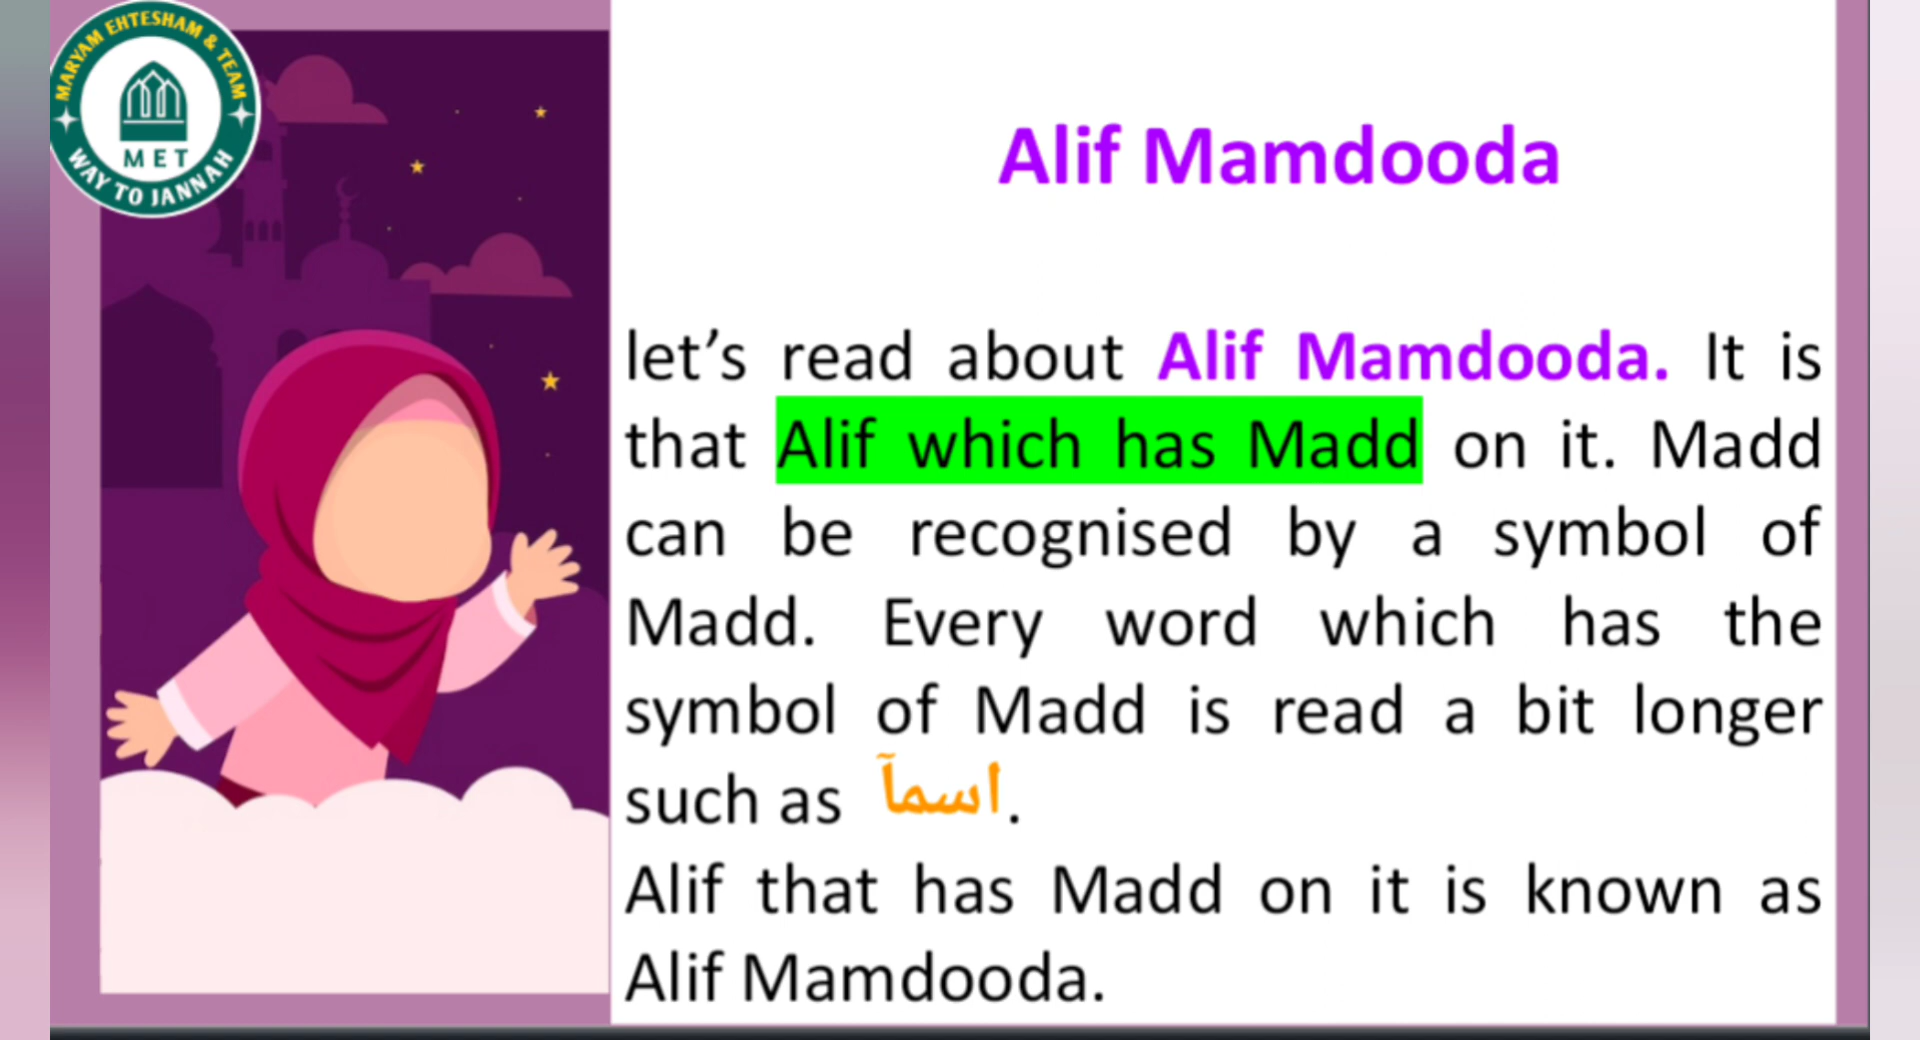 MARYAM EHTESHAM & TEAM
MET
WAY TO JANNAH
Alif Mamdooda
let’s read about Alif Mamdooda. It is
that Alif which has Madd on it. Madd
can be recognised by a symbol of
Madd. Every word which has the
symbol of Madd is read a bit longer
such as اسمآ.
Alif that has Madd on it is known as
Alif Mamdooda.